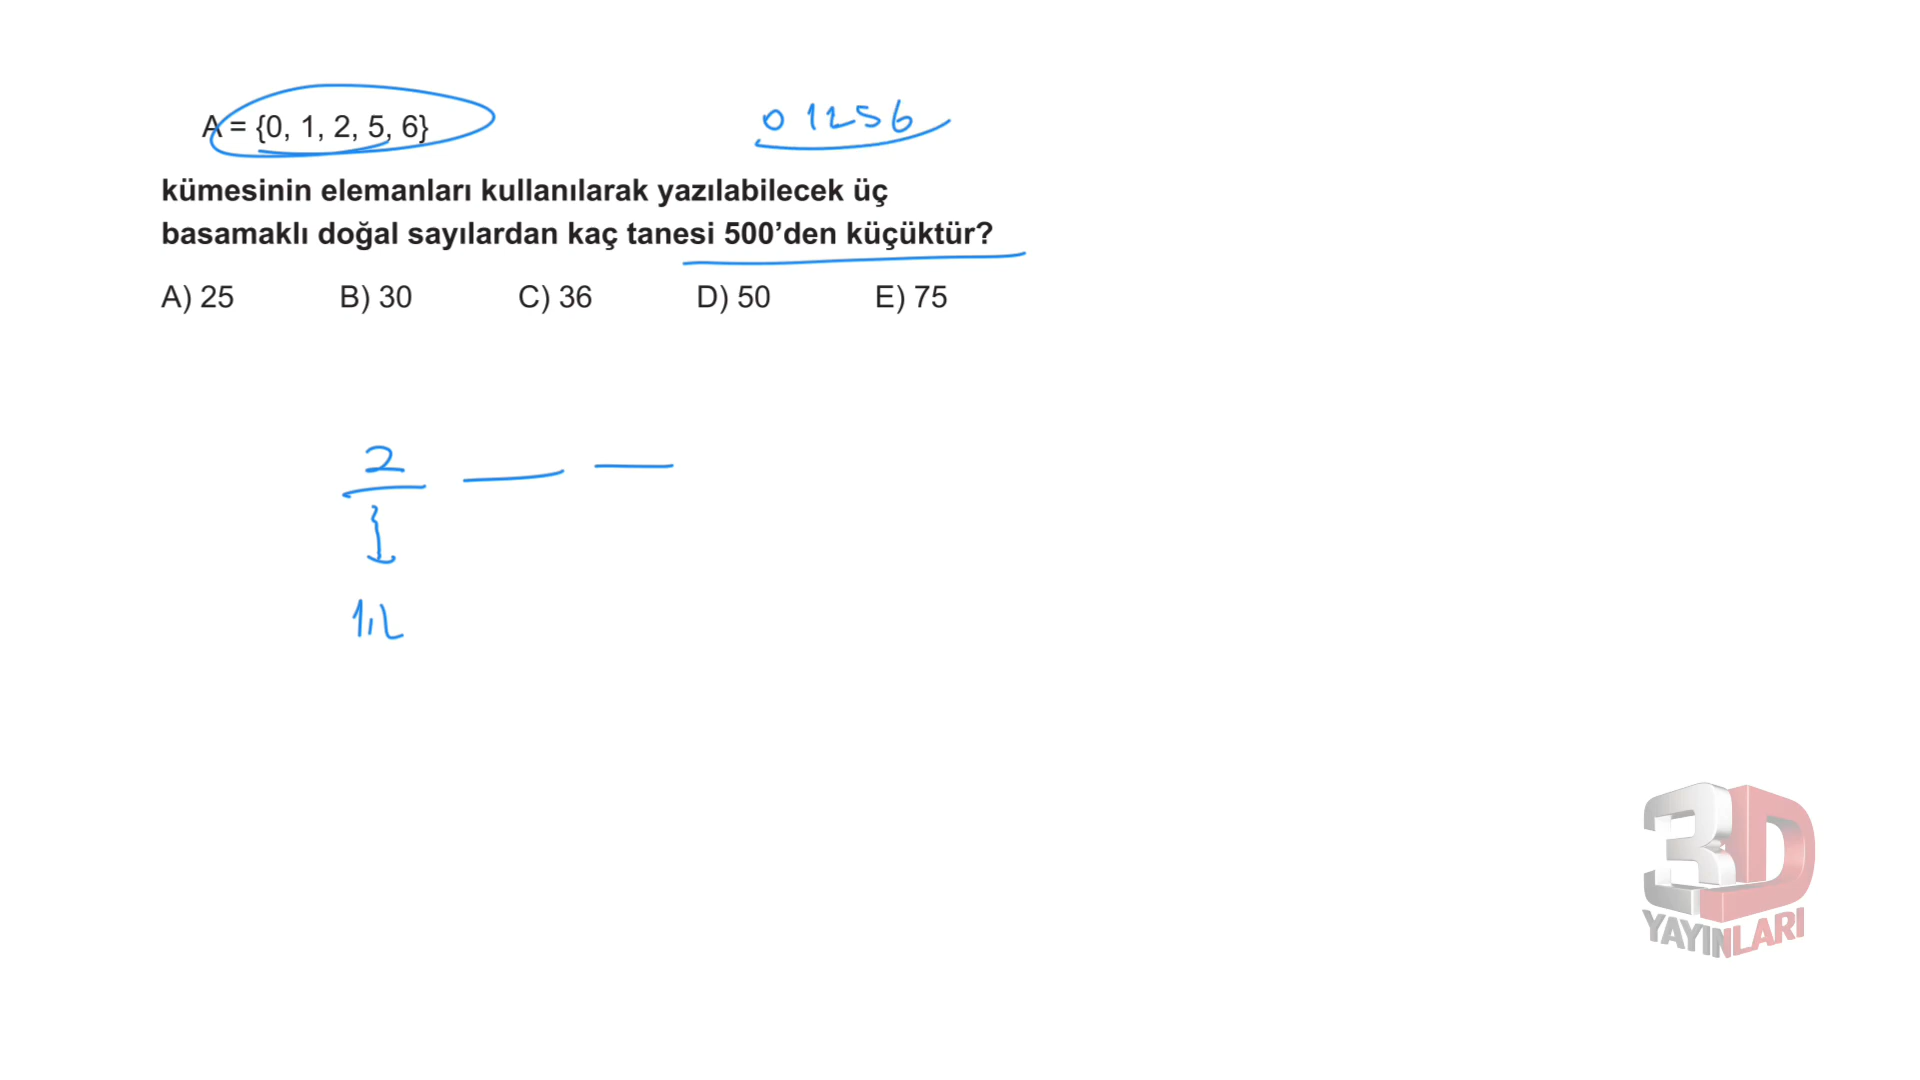 A = {0, 1, 2, 5, 6}
0 1 2 5 6
kümesinin elemanları kullanılarak yazılabilecek üç
basamaklı doğal sayılardan kaç tanesi 500’den küçüktür?
A) 25 B) 30 C) 36 D) 50 E) 75
2
1,2
3D
YAYINLARI